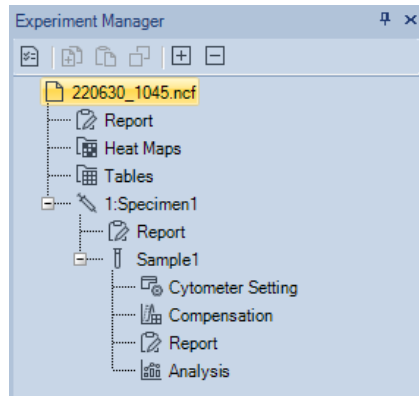 Experiment Manager
220630_1045.ncf
Report
Heat Maps
Tables
1:Specimen1
Report
Sample1
Cytometer Setting
Compensation
Report
Analysis